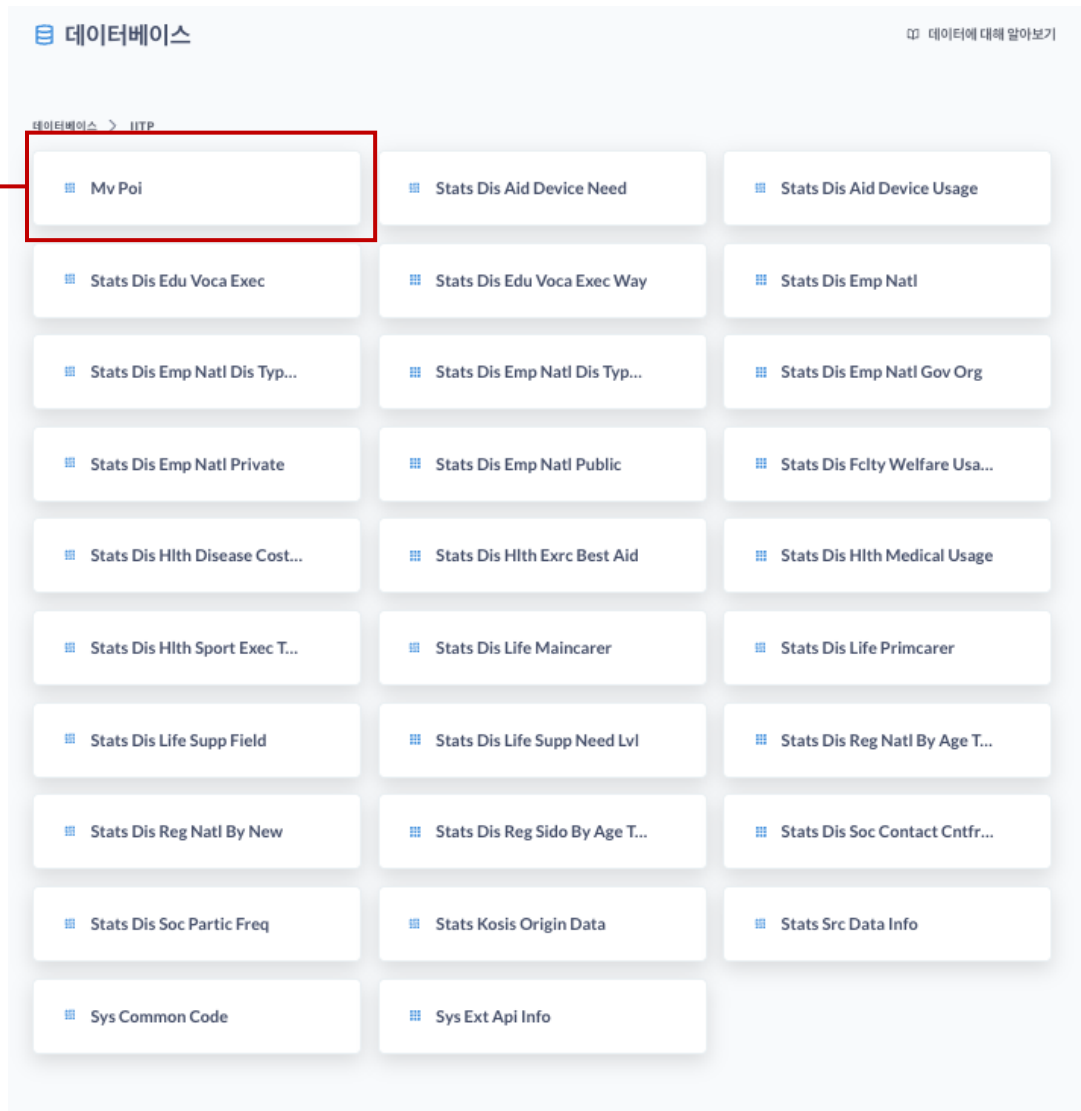 데이터베이스
데이터에 대해 알아보기
데이터베이스 > IITP
Mv Poi
Stats Dis Aid Device Need
Stats Dis Aid Device Usage
Stats Dis Edu Voca Exec
Stats Dis Edu Voca Exec Way
Stats Dis Emp Natl
Stats Dis Emp Natl Dis Typ...
Stats Dis Emp Natl Dis Typ...
Stats Dis Emp Natl Gov Org
Stats Dis Emp Natl Private
Stats Dis Emp Natl Public
Stats Dis Fclty Welfare Usa...
Stats Dis Hlth Disease Cost...
Stats Dis Hlth Exrc Best Aid
Stats Dis Hlth Medical Usage
Stats Dis Hlth Sport Exec T...
Stats Dis Life Maincarer
Stats Dis Life Primcarer
Stats Dis Life Supp Field
Stats Dis Life Supp Need Lvl
Stats Dis Reg Natl By Age T...
Stats Dis Reg Natl By New
Stats Dis Reg Sido By Age T...
Stats Dis Soc Contact Cntfr...
Stats Dis Soc Partic Freq
Stats Kosis Origin Data
Stats Src Data Info
Sys Common Code
Sys Ext Api Info